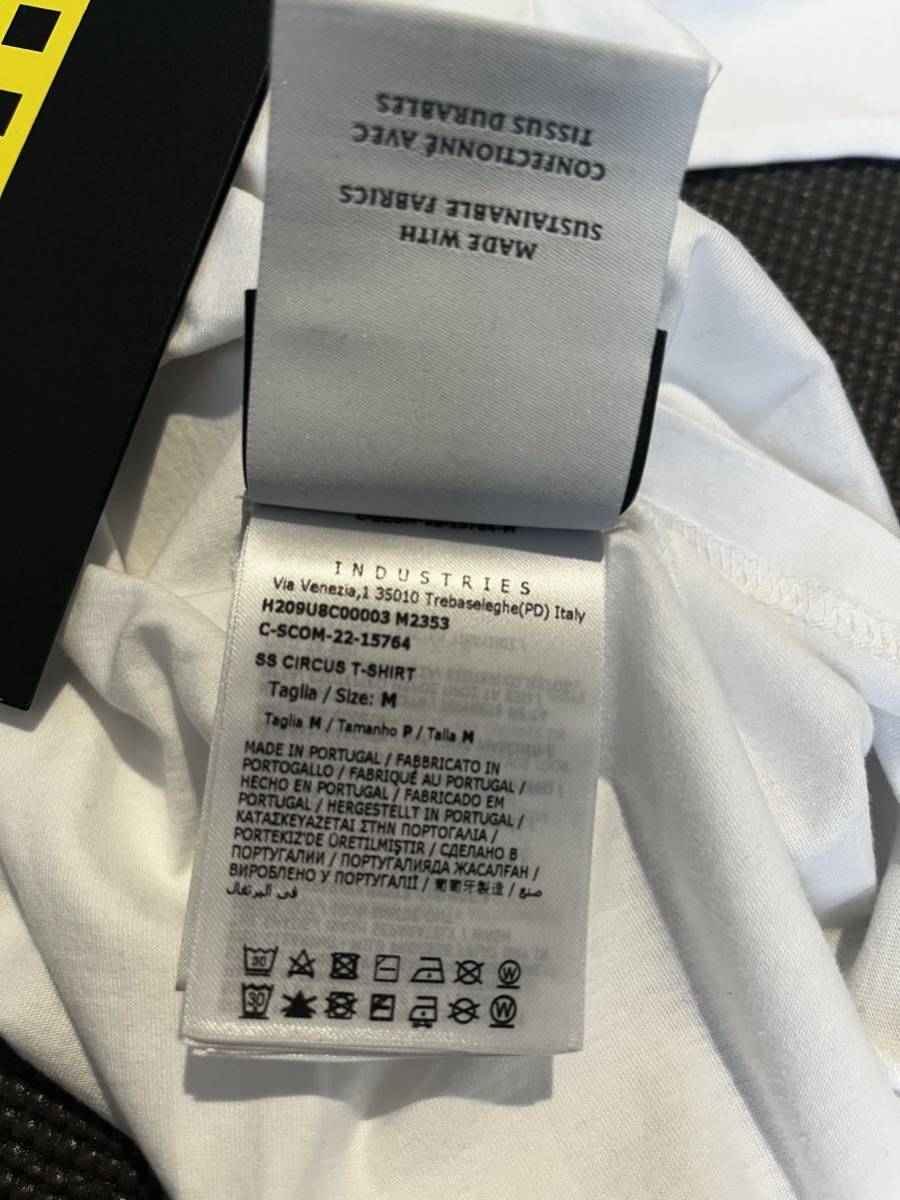 MADE WITH
SUSTAINABLE FABRICS
CONFECTIONNÉ AVEC
TISSUS DURABLES
C-SCOM-22-15764-M
INDUSTRIES
Via Venezia,1 35010 Trebaseleghe(PD) Italy
H209U8C00003 M2353
C-SCOM-22-15764
SS CIRCUS T-SHIRT
Taglia / Size: M
Taglia M / Tamanho P / Talla M
MADE IN PORTUGAL / FABBRICATO IN
PORTOGALLO / FABRIQUÉ AU PORTUGAL /
HECHO EN PORTUGAL / FABRICADO EM
PORTUGAL / HERGESTELLT IN PORTUGAL /
ΚΑΤΑΣΚΕΥΑΖΕΤΑΙ ΣΤΗΝ ΠΟΡΤΟΓΑΛΙΑ /
PORTEKİZ'DE ÜRETİLMİŞTİR / СДЕЛАНО В
ПОРТУГАЛИИ / ПОРТУГАЛИЯДА ЖАСАЛҒАН /
ВИРОБЛЕНО У ПОРТУГАЛІЇ / 葡萄牙製造 / صنع
في البرتغال
30 W
30 W